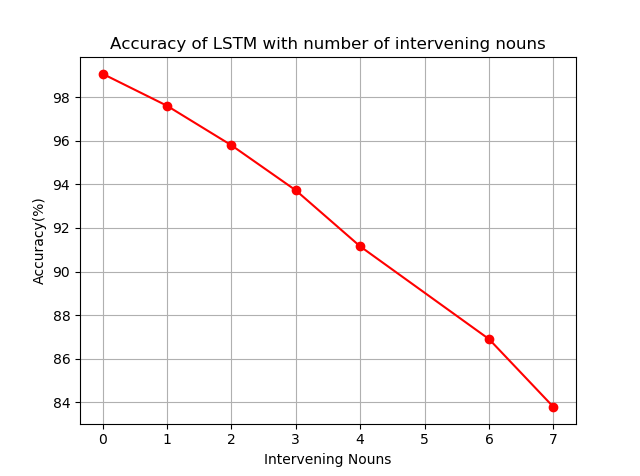 Accuracy of LSTM with number of intervening nouns
98
96
94
92
90
88
86
84
Accuracy(%)
0 1 2 3 4 5 6 7
Intervening Nouns